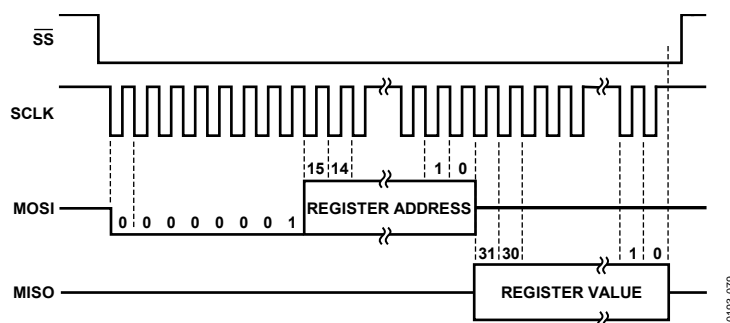 SS
SCLK
15 14 1 0
MOSI 0 0 0 0 0 0 0 1 REGISTER ADDRESS
31 30 1 0
MISO REGISTER VALUE